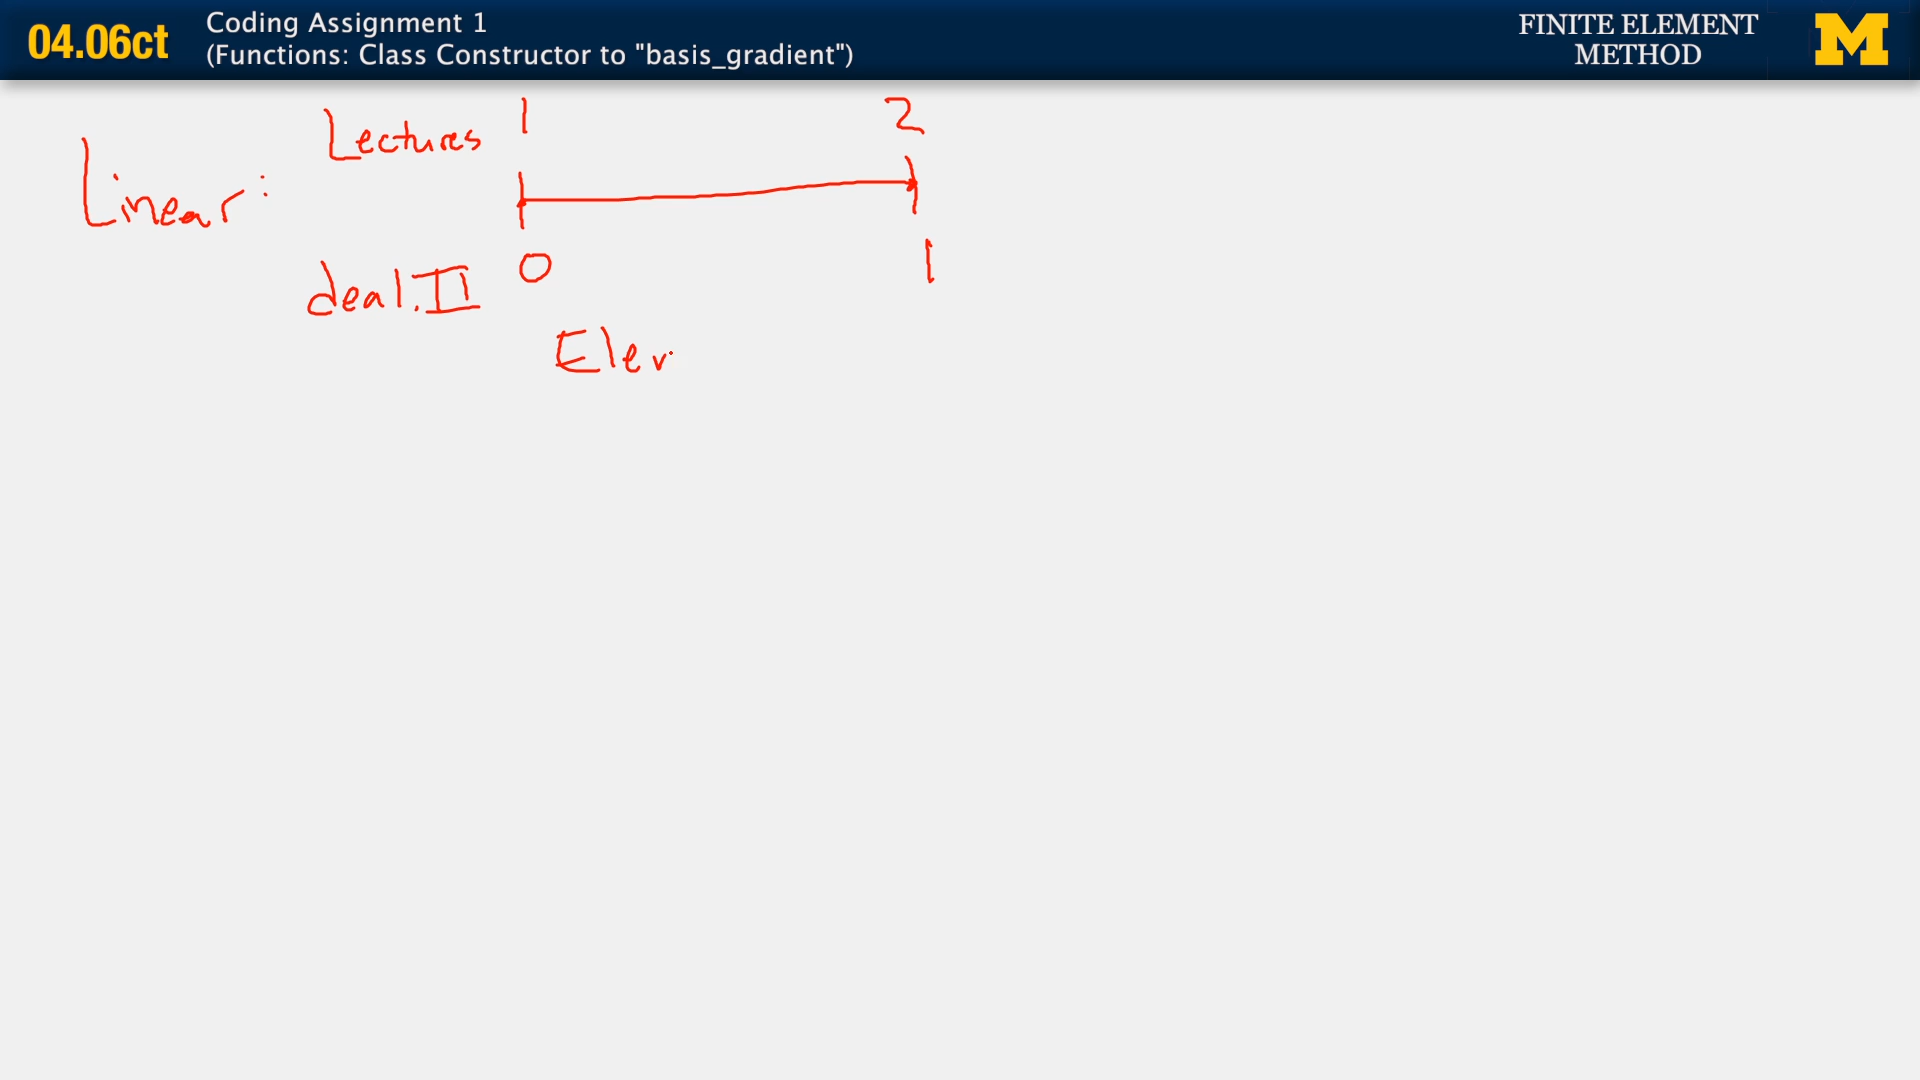 04.06ct
Coding Assignment 1
(Functions: Class Constructor to "basis_gradient")
FINITE ELEMENT
METHOD
M
Lectures 1 2
Linear:
deal.II 0 1